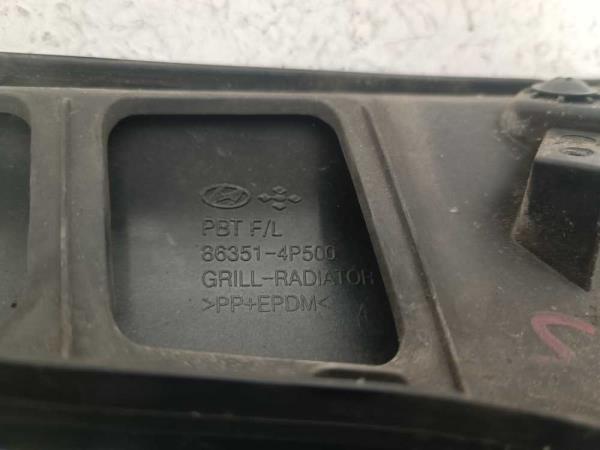 PBT F/L
86351-4P500
GRILL-RADIATOR
>PP+EPDM<